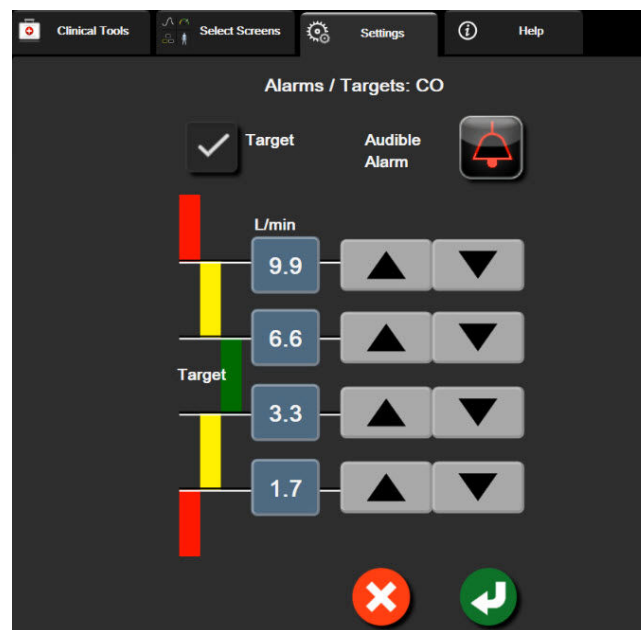 Clinical Tools
Select Screens
Settings
Help
Alarms / Targets: CO
Target
Audible
Alarm
L/min
9.9
6.6
Target
3.3
1.7